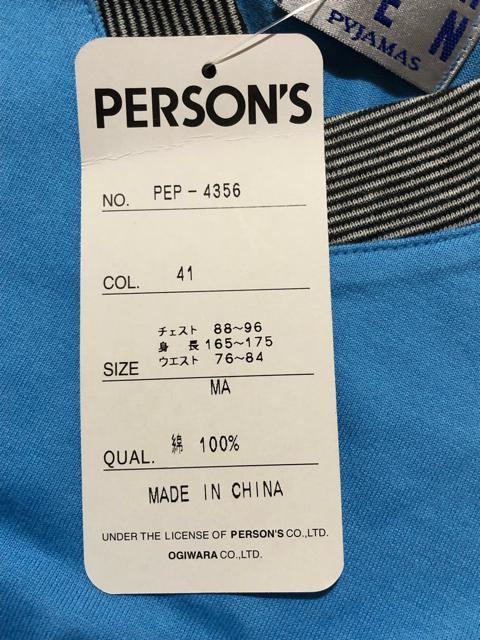 E N
PYJAMAS
PERSON'S
NO. PEP-4356
COL. 41
チェスト 88~96
身 長 165~175
SIZE ウエスト 76~84
MA
QUAL. 綿 100%
MADE IN CHINA
UNDER THE LICENSE OF PERSON'S CO.,LTD.
OGIWARA CO.,LTD.